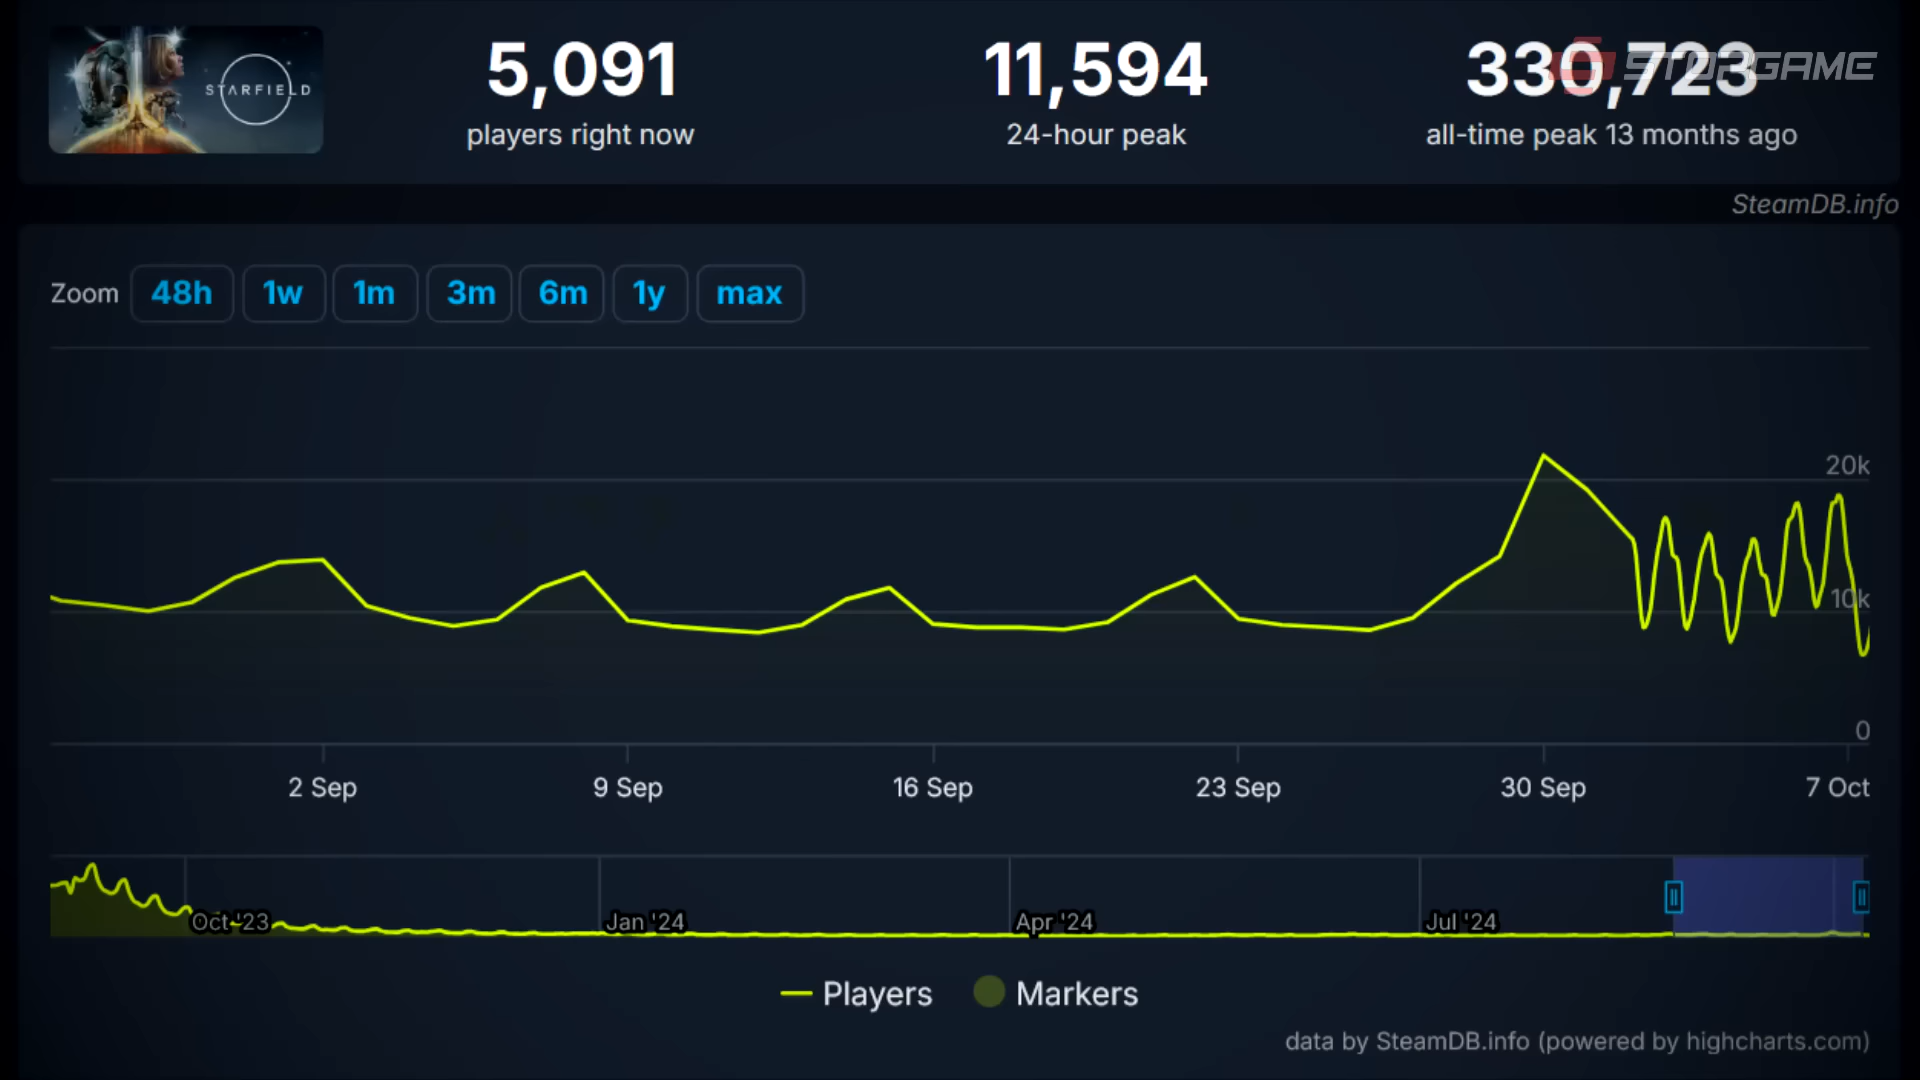 STARFIELD
5,091
players right now
11,594
24-hour peak
330,723
all-time peak 13 months ago
STOPGAME
SteamDB.info
Zoom 48h 1w 1m 3m 6m 1y max
20k
10k
0
2 Sep 9 Sep 16 Sep 23 Sep 30 Sep 7 Oct
Oct '23 Jan '24 Apr '24 Jul '24
Players Markers
data by SteamDB.info (powered by highcharts.com)